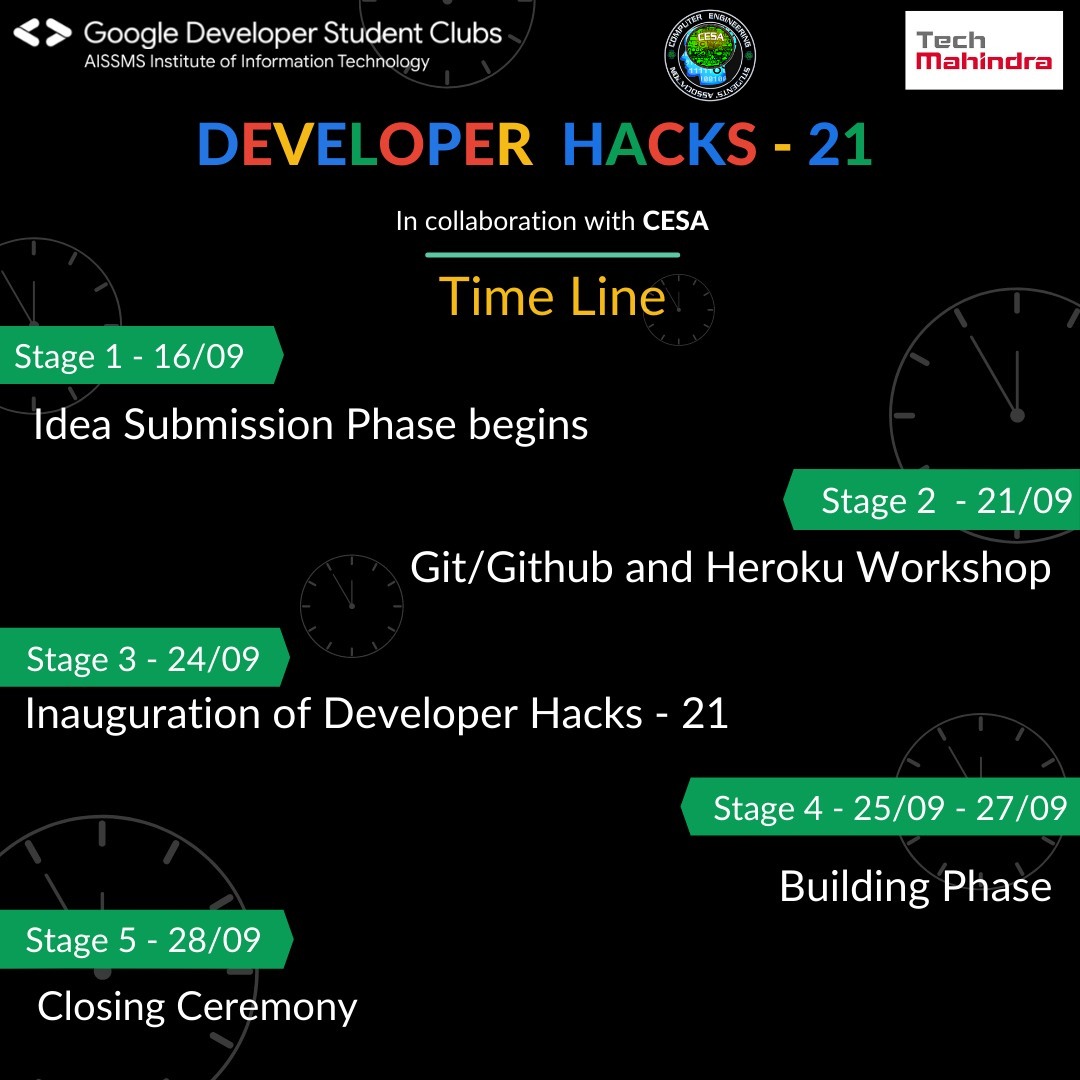 Google Developer Student Clubs
AISSMS Institute of Information Technology
COMPUTER ENGINEERING
CESA
STUDENTS' ASSOCIATION
Tech
Mahindra
DEVELOPER HACKS - 21
In collaboration with CESA
Time Line
Stage 1 - 16/09
Idea Submission Phase begins
Stage 2 - 21/09
Git/Github and Heroku Workshop
Stage 3 - 24/09
Inauguration of Developer Hacks - 21
Stage 4 - 25/09 - 27/09
Building Phase
Stage 5 - 28/09
Closing Ceremony